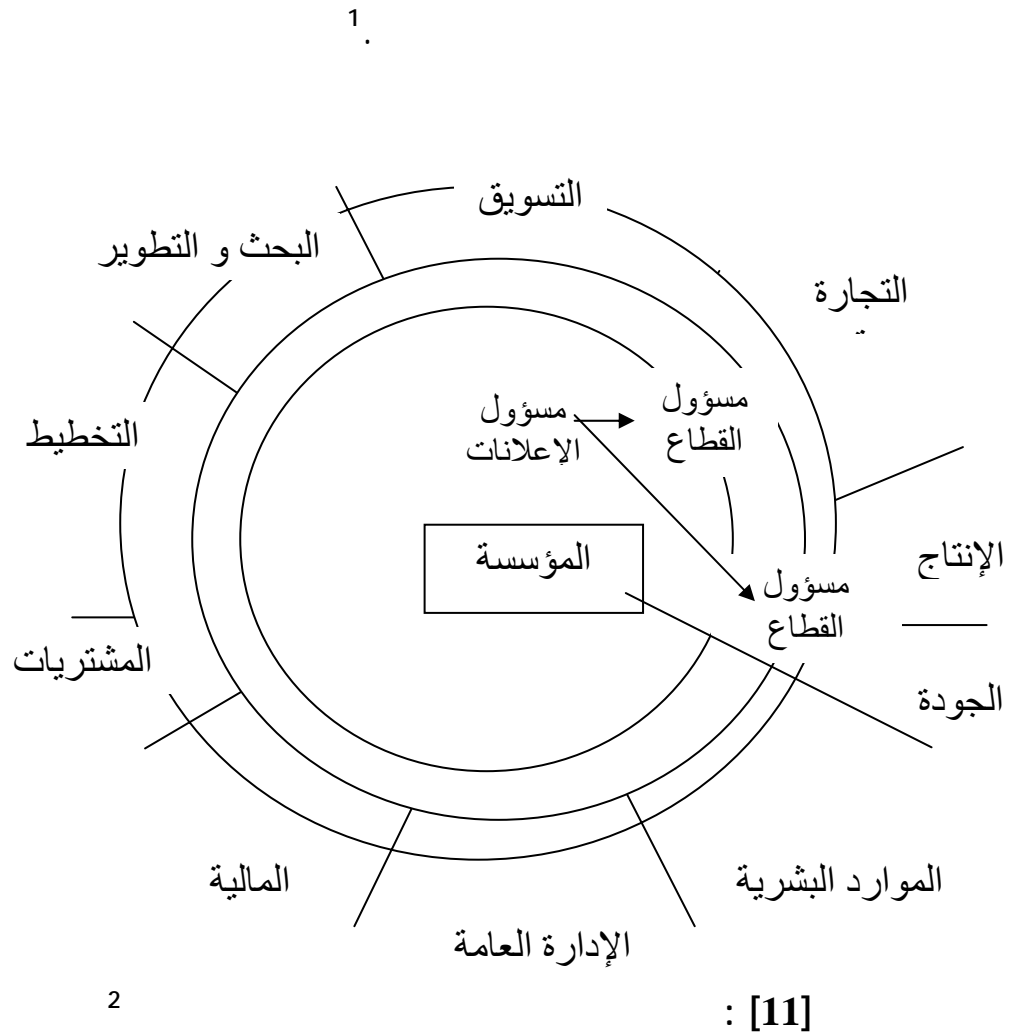 1
.
التسويق
البحث و التطوير
التجارة
مسؤول
القطاع
مسؤول
الإعلانات
التخطيط
المؤسسة
الإنتاج
مسؤول
القطاع
المشتريات
الجودة
المالية
الموارد البشرية
الإدارة العامة
[11] :
2